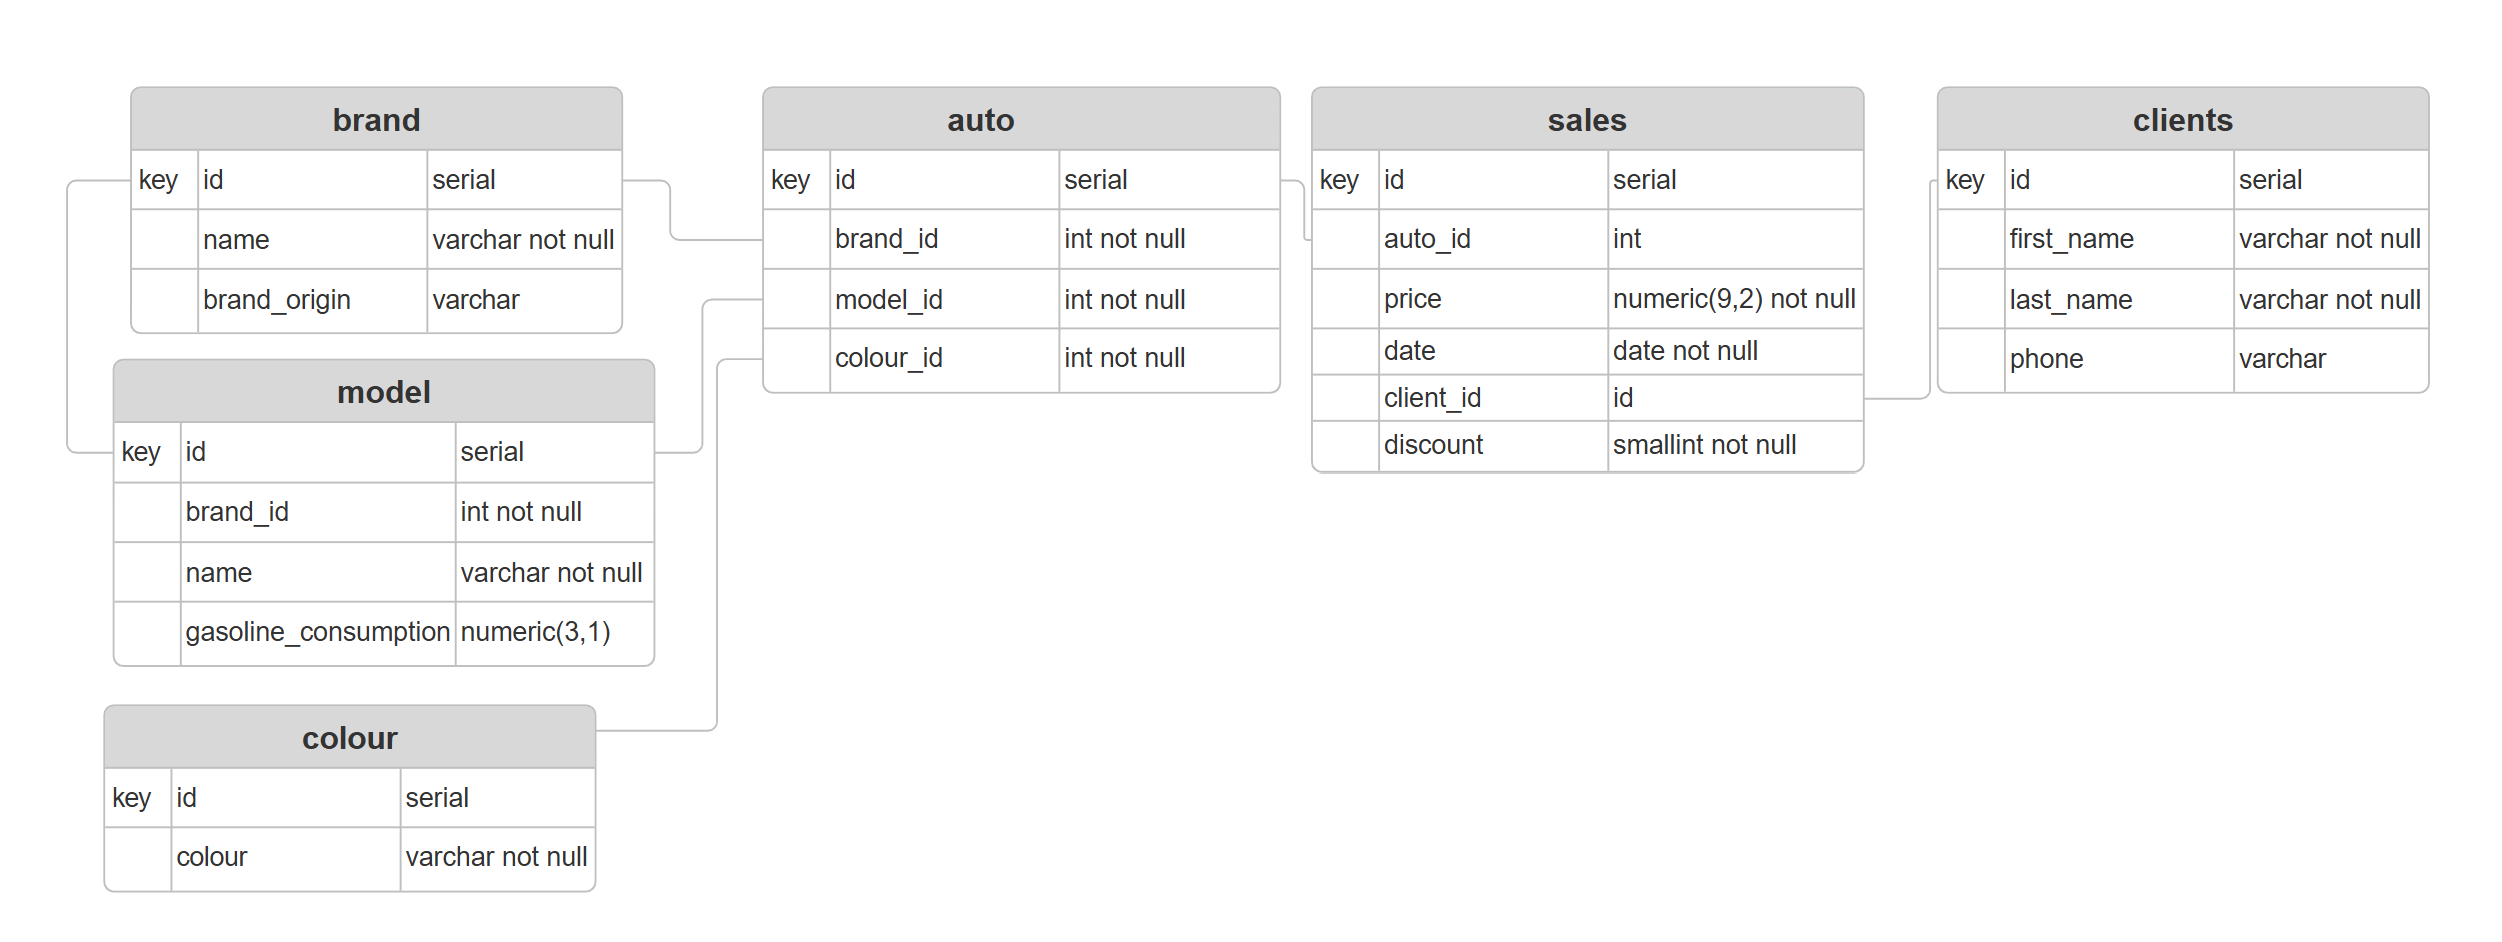 brand
key id serial
name varchar not null
brand_origin varchar
model
key id serial
brand_id int not null
name varchar not null
gasoline_consumption numeric(3,1)
colour
key id serial
colour varchar not null
auto
key id serial
brand_id int not null
model_id int not null
colour_id int not null
sales
key id serial
auto_id int
price numeric(9,2) not null
date date not null
client_id id
discount smallint not null
clients
key id serial
first_name varchar not null
last_name varchar not null
phone varchar